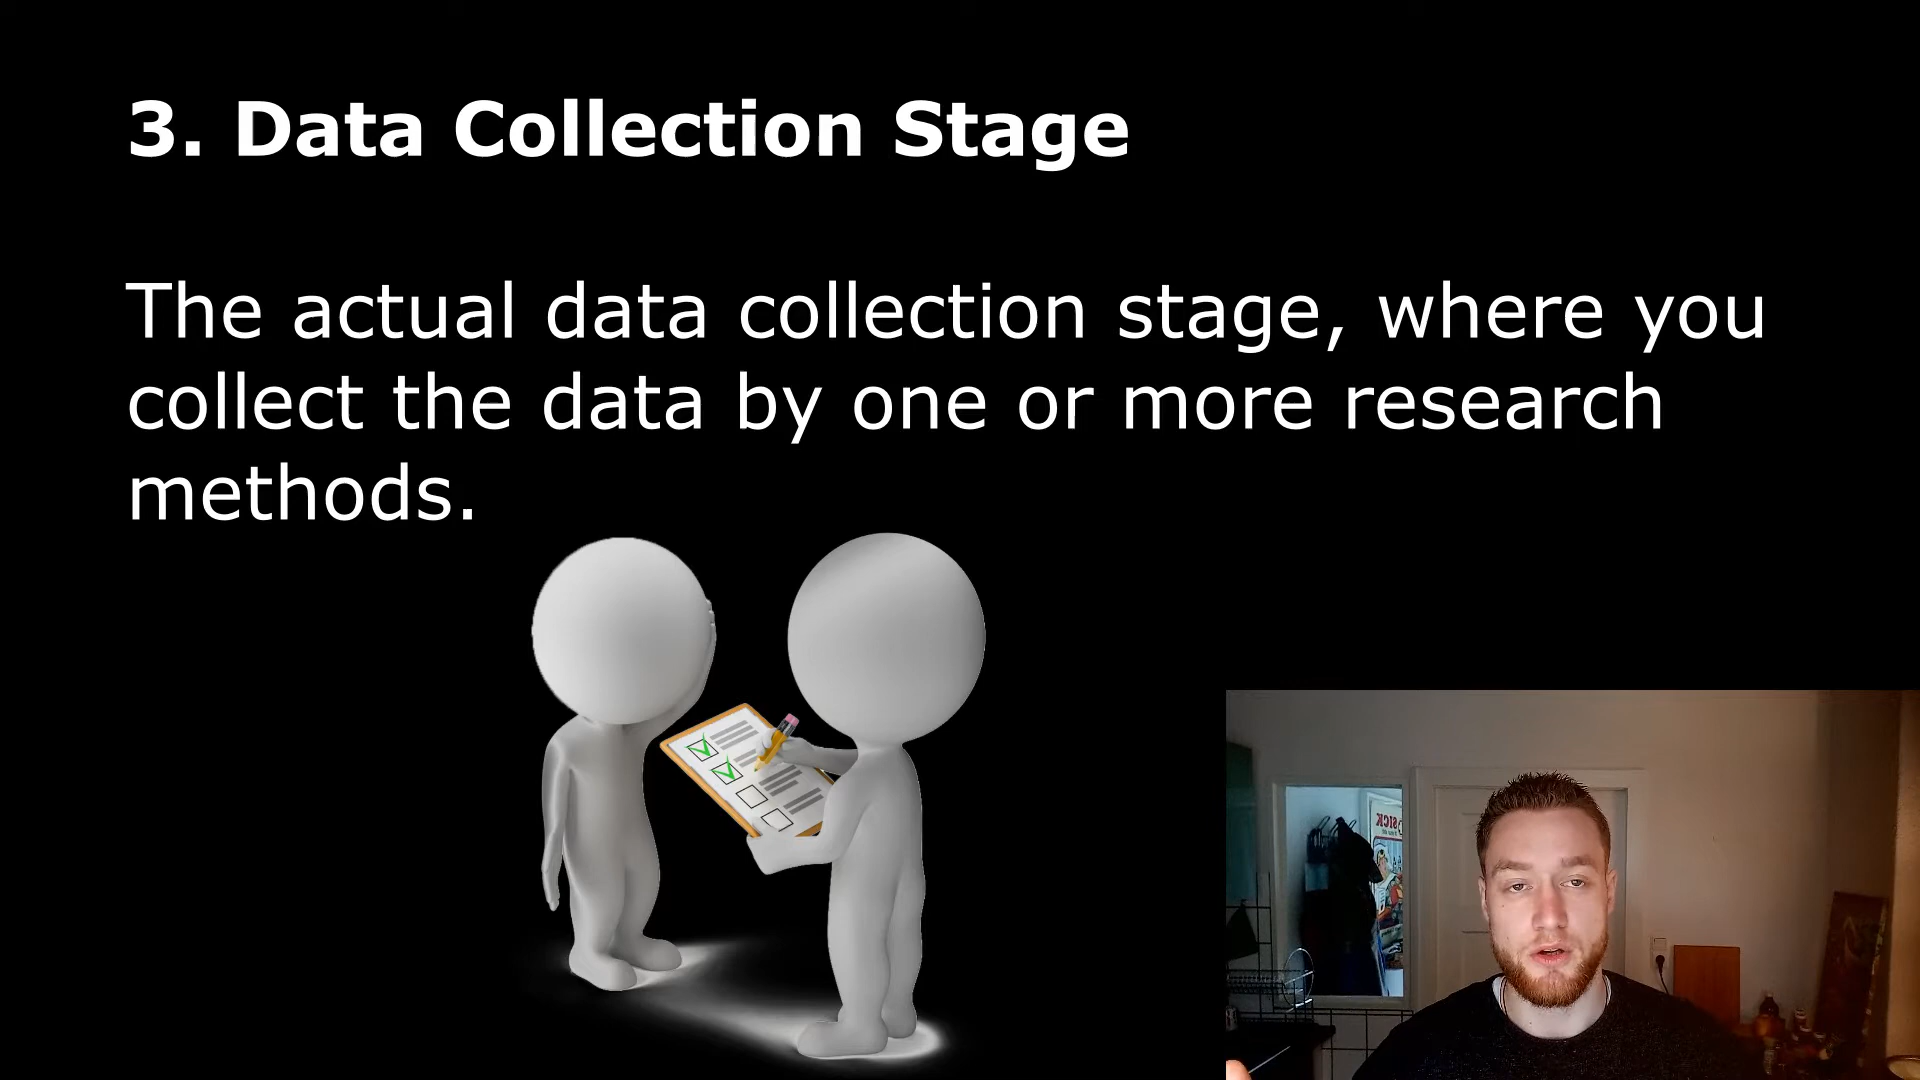 3. Data Collection Stage
The actual data collection stage, where you
collect the data by one or more research
methods.